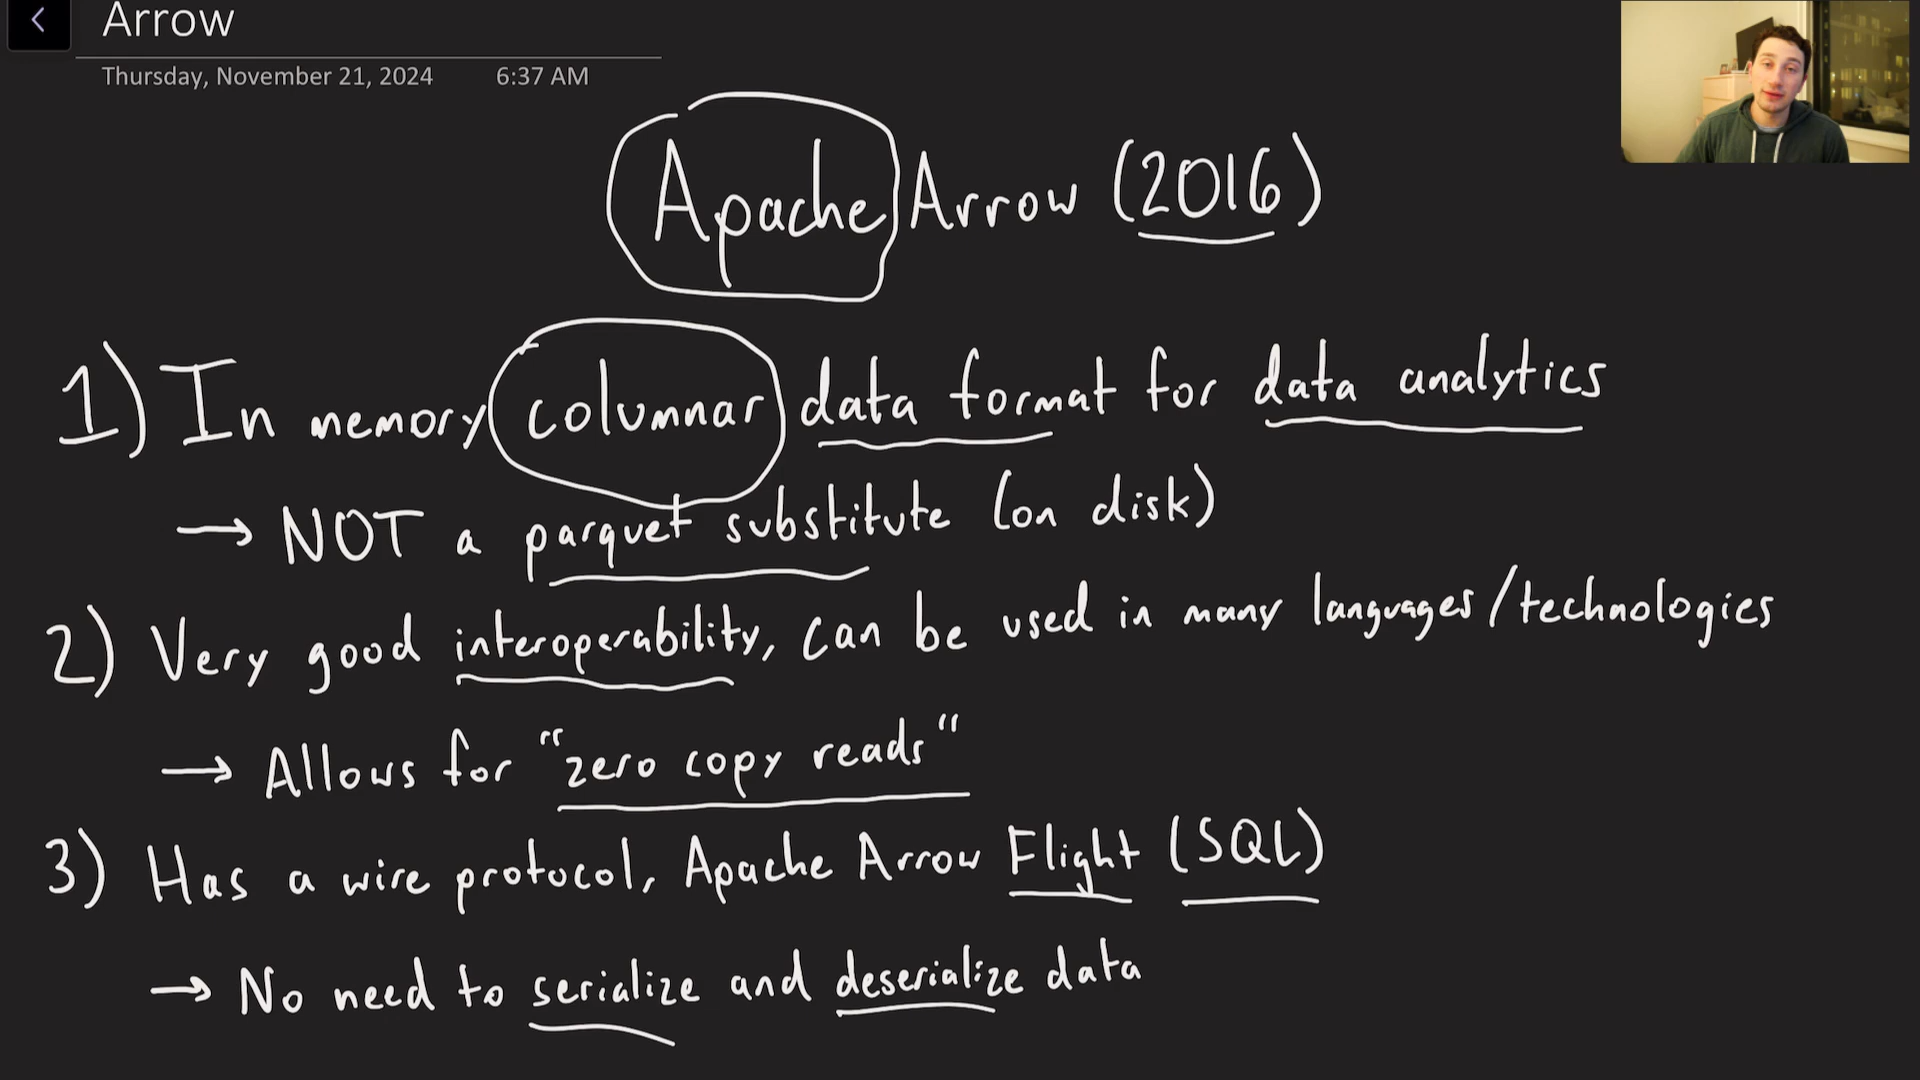 Arrow
Thursday, November 21, 2024 6:37 AM
Apache Arrow (2016)
1) In memory columnar data format for data analytics
→ NOT a parquet substitute (on disk)
2) Very good interoperability, can be used in many languages/technologies
→ Allows for "zero copy reads"
3) Has a wire protocol, Apache Arrow Flight (SQL)
→ No need to serialize and deserialize data